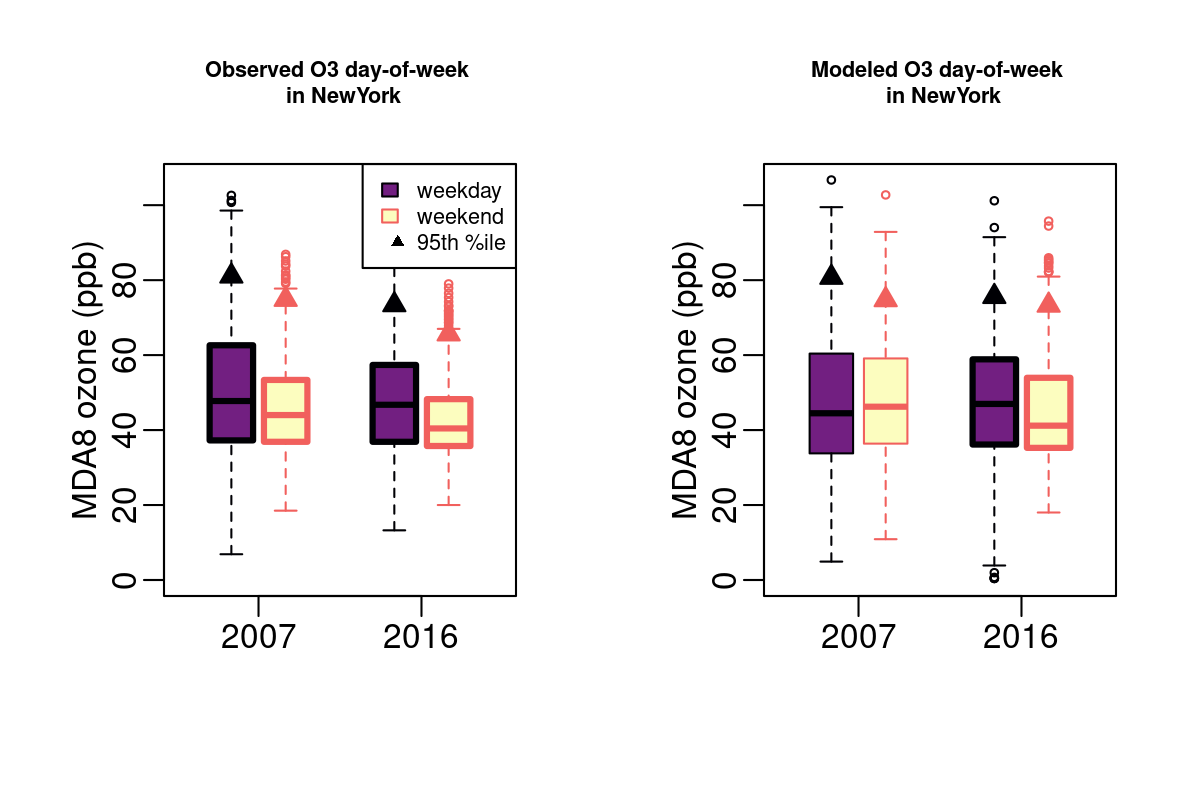 Observed O3 day-of-week
in NewYork
MDA8 ozone (ppb)
80
60
40
20
0
weekday
weekend
95th %ile
2007 2016
Modeled O3 day-of-week
in NewYork
MDA8 ozone (ppb)
80
60
40
20
0
2007 2016